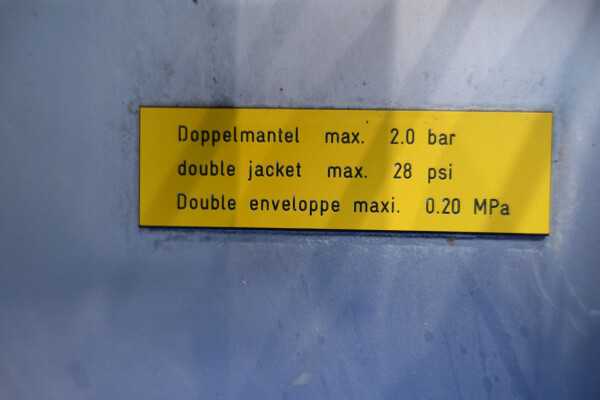 Doppelmantel max. 2.0 bar
double jacket max. 28 psi
Double enveloppe maxi. 0.20 MPa